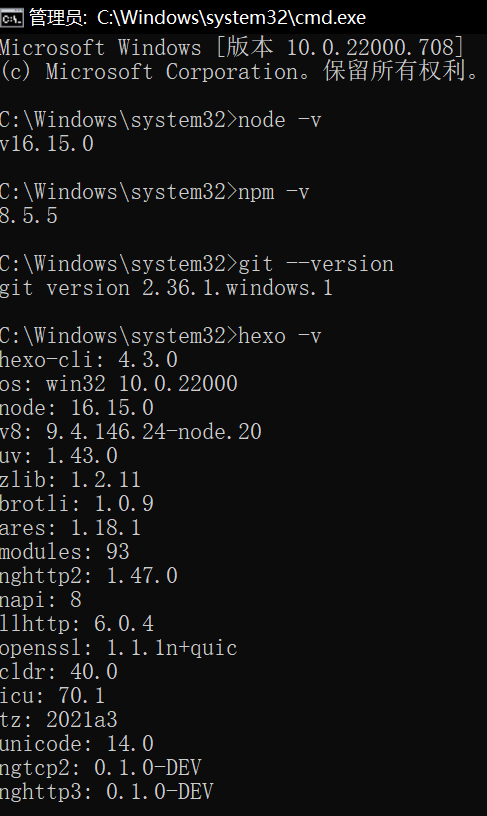 管理员: C:\Windows\system32\cmd.exe
Microsoft Windows [版本 10.0.22000.708]
(c) Microsoft Corporation。保留所有权利。
C:\Windows\system32>node -v
v16.15.0
C:\Windows\system32>npm -v
8.5.5
C:\Windows\system32>git --version
git version 2.36.1.windows.1
C:\Windows\system32>hexo -v
hexo-cli: 4.3.0
os: win32 10.0.22000
node: 16.15.0
v8: 9.4.146.24-node.20
uv: 1.43.0
zlib: 1.2.11
brotli: 1.0.9
ares: 1.18.1
modules: 93
nghttp2: 1.47.0
napi: 8
llhttp: 6.0.4
openssl: 1.1.1n+quic
cldr: 40.0
icu: 70.1
tz: 2021a3
unicode: 14.0
ngtcp2: 0.1.0-DEV
nghttp3: 0.1.0-DEV